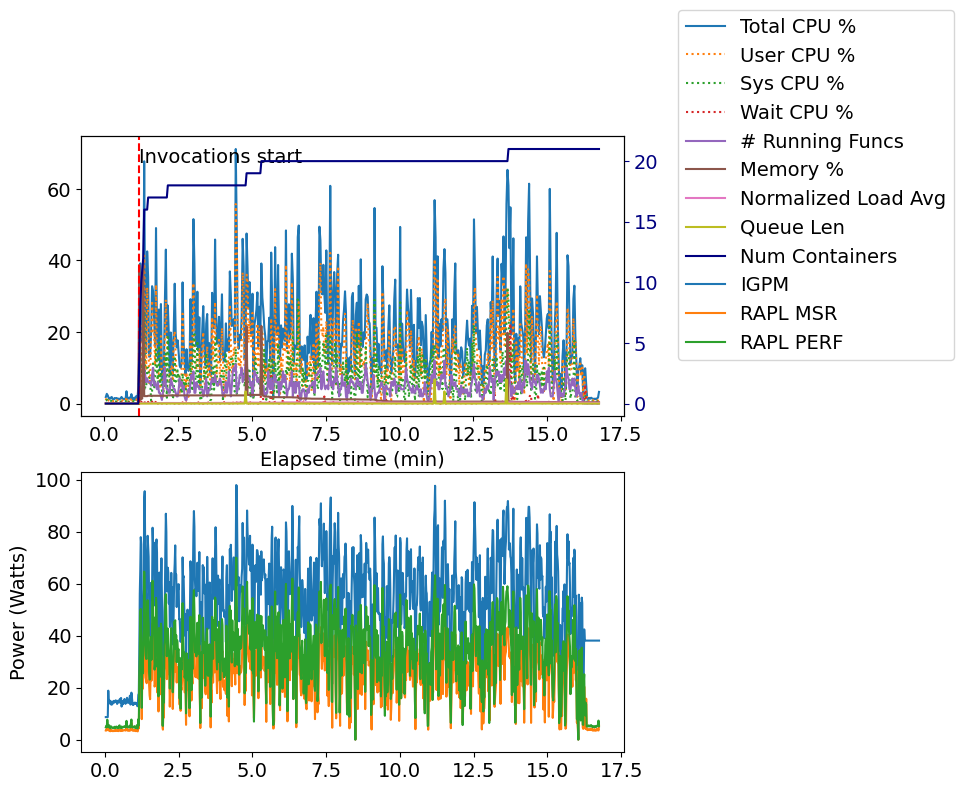 Total CPU %
User CPU %
Sys CPU %
Wait CPU %
# Running Funcs
Memory %
Normalized Load Avg
Queue Len
Num Containers
IGPM
RAPL MSR
RAPL PERF
Invocations start
60
40
20
0
20
15
10
5
0
0.0 2.5 5.0 7.5 10.0 12.5 15.0 17.5
Elapsed time (min)
Power (Watts)
100
80
60
40
20
0
0.0 2.5 5.0 7.5 10.0 12.5 15.0 17.5